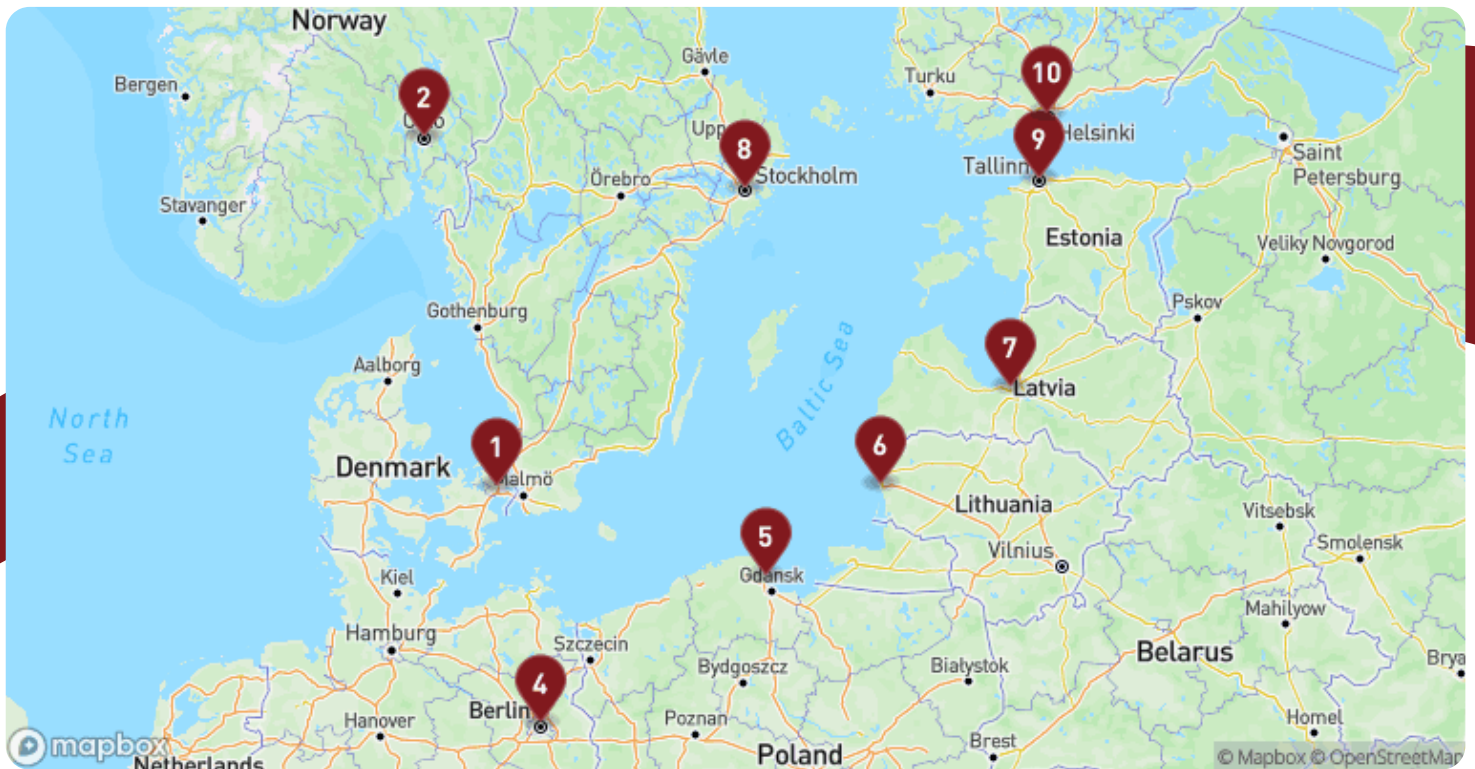 Norway
Gävle
Bergen
Turku
10
2
Upp
Helsinki
9
8
Saint
Petersburg
Tallinn
Örebro
Stockholm
Stavanger
Estonia
Veliky Novgorod
Pskov
Gothenburg
Baltic Sea
7
Aalborg
Latvia
North
Sea
1
6
Denmark
Malmö
Lithuania
Vitsebsk
5
Vilnius
Smolensk
Kiel
Gdansk
Mahilyow
Hamburg
Szczecin
Belarus
Bydgoszcz
Białystok
Brya
4
Berlin
Hanover
Poznan
Homel
mapbox
Poland
Brest
© Mapbox © OpenStreetMap
Netherlands